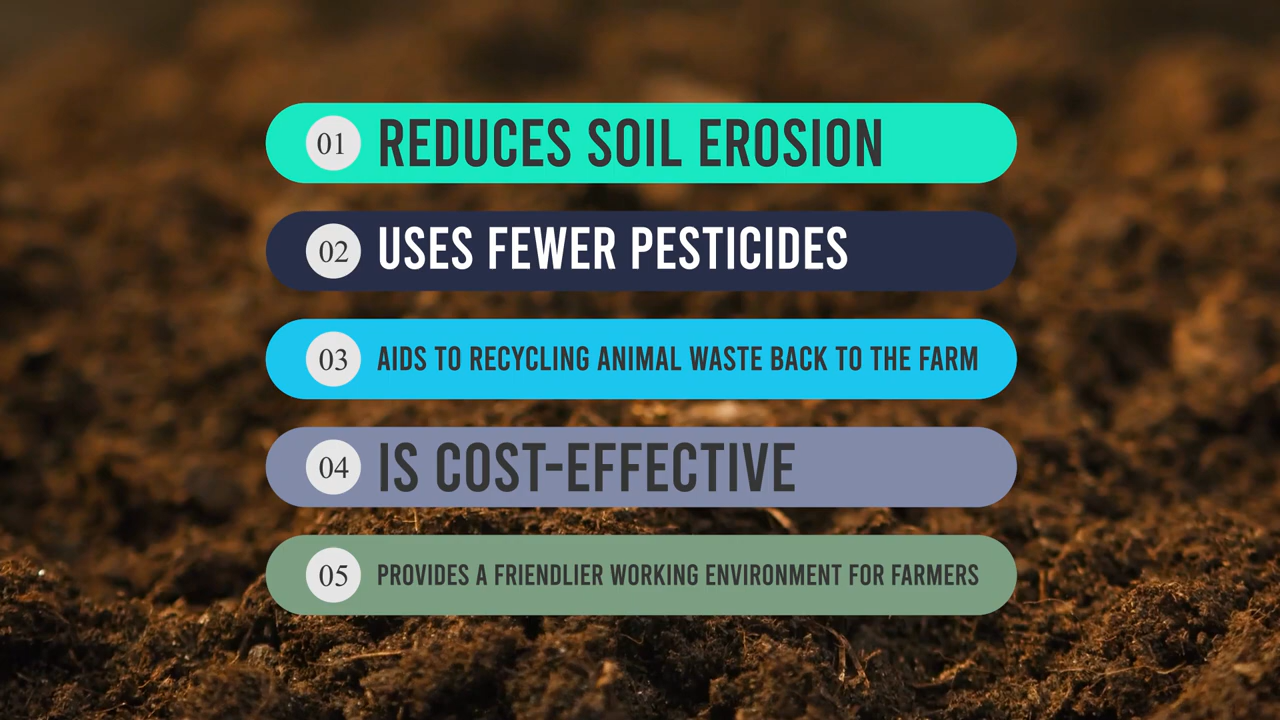 01 REDUCES SOIL EROSION
02 USES FEWER PESTICIDES
03 AIDS TO RECYCLING ANIMAL WASTE BACK TO THE FARM
04 IS COST-EFFECTIVE
05 PROVIDES A FRIENDLIER WORKING ENVIRONMENT FOR FARMERS